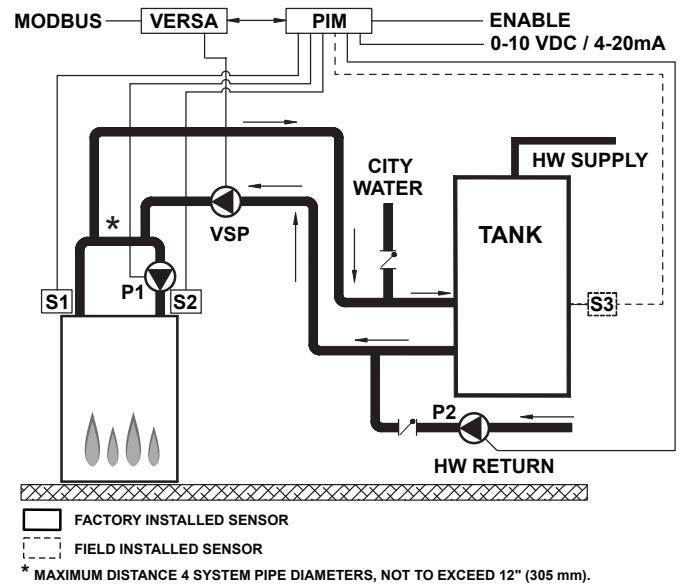 MODBUS
VERSA
PIM
ENABLE
0-10 VDC / 4-20mA
CITY
WATER
HW SUPPLY
TANK
VSP
*
P1
S1
S2
S3
P2
HW RETURN
FACTORY INSTALLED SENSOR
FIELD INSTALLED SENSOR
* MAXIMUM DISTANCE 4 SYSTEM PIPE DIAMETERS, NOT TO EXCEED 12" (305 mm).